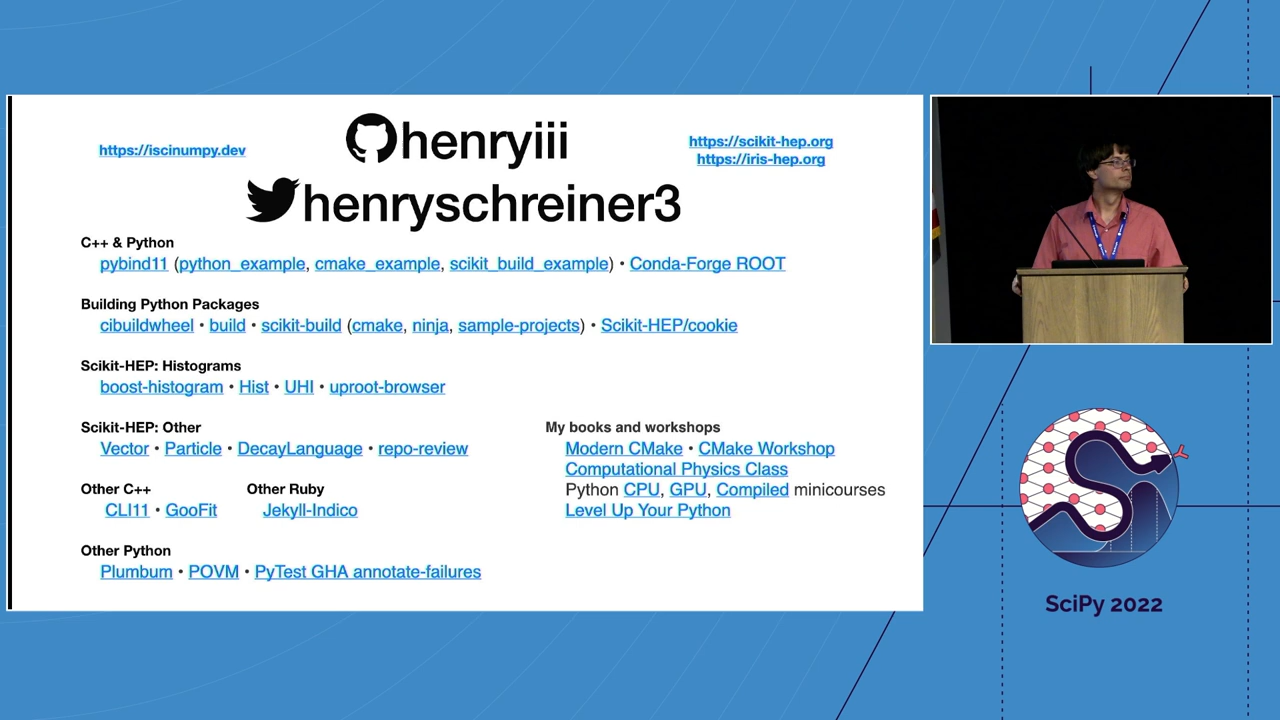 https://iscinumpy.dev
henryiii
https://scikit-hep.org
https://iris-hep.org
henryschreiner3
C++ & Python
pybind11 (python_example, cmake_example, scikit_build_example) • Conda-Forge ROOT
Building Python Packages
cibuildwheel • build • scikit-build (cmake, ninja, sample-projects) • Scikit-HEP/cookie
Scikit-HEP: Histograms
boost-histogram • Hist • UHI • uproot-browser
Scikit-HEP: Other
Vector • Particle • DecayLanguage • repo-review
Other C++
CLI11 • GooFit
Other Ruby
Jekyll-Indico
Other Python
Plumbum • POVM • PyTest GHA annotate-failures
My books and workshops
Modern CMake • CMake Workshop
Computational Physics Class
Python CPU, GPU, Compiled minicourses
Level Up Your Python
SciPy 2022